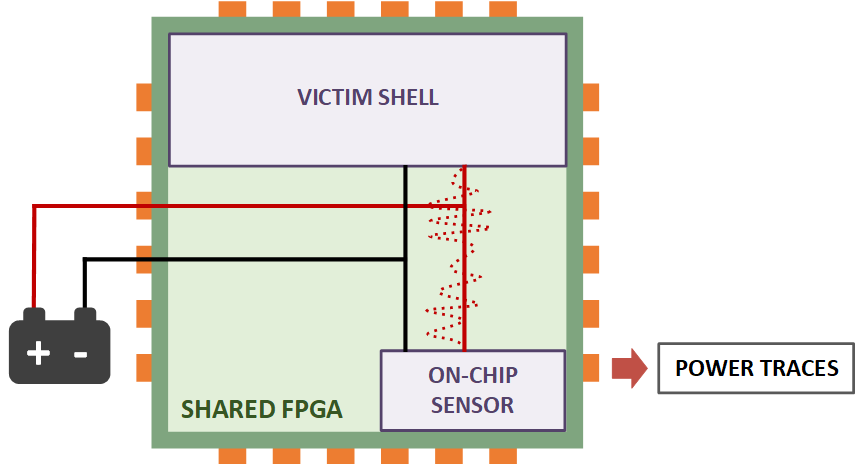 VICTIM SHELL
+ -
ON-CHIP
SENSOR
SHARED FPGA
POWER TRACES